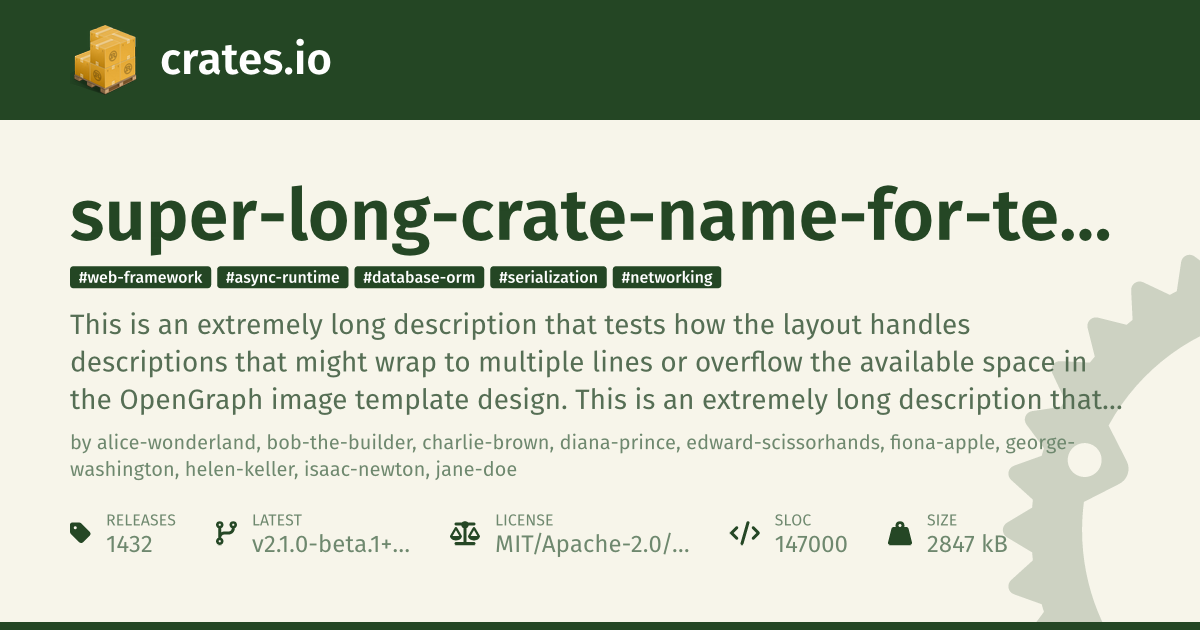 crates.io
super-long-crate-name-for-te...
#web-framework #async-runtime #database-orm #serialization #networking
This is an extremely long description that tests how the layout handles
descriptions that might wrap to multiple lines or overflow the available space in
the OpenGraph image template design. This is an extremely long description that...
by alice-wonderland, bob-the-builder, charlie-brown, diana-prince, edward-scissorhands, fiona-apple, george-
washington, helen-keller, isaac-newton, jane-doe
RELEASES LATEST LICENSE SLOC SIZE
1432 v2.1.0-beta.1+... MIT/Apache-2.0/... 147000 2847 kB